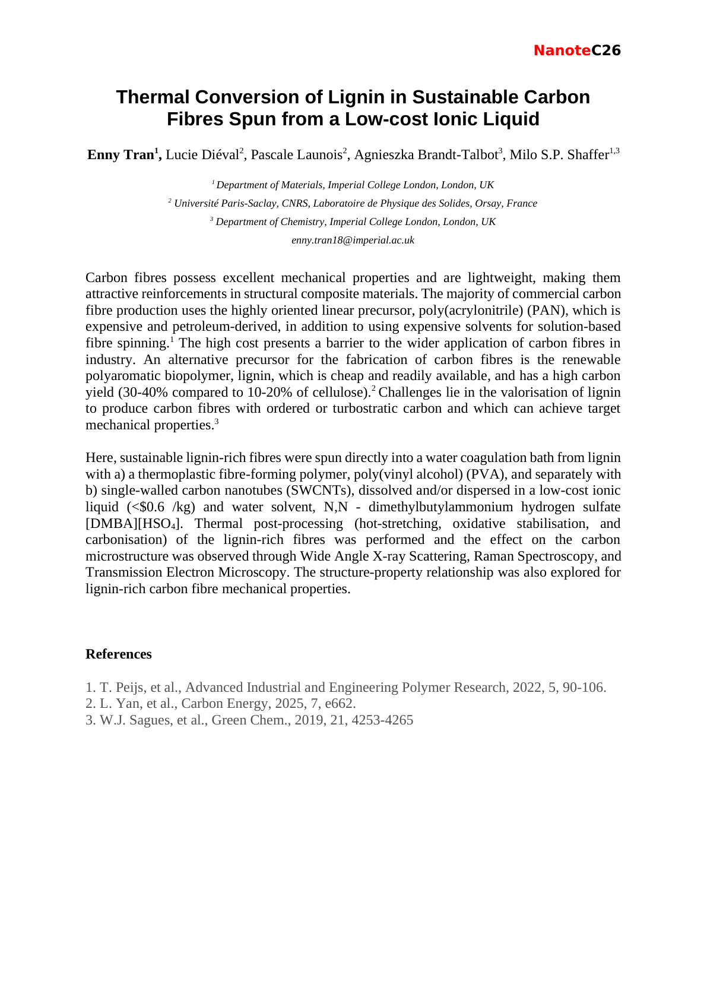 NanoteC26
Thermal Conversion of Lignin in Sustainable Carbon
Fibres Spun from a Low-cost Ionic Liquid
Enny Tran¹, Lucie Diéval², Pascale Launois², Agnieszka Brandt-Talbot³, Milo S.P. Shaffer¹,³
¹ Department of Materials, Imperial College London, London, UK
² Université Paris-Saclay, CNRS, Laboratoire de Physique des Solides, Orsay, France
³ Department of Chemistry, Imperial College London, London, UK
enny.tran18@imperial.ac.uk
Carbon fibres possess excellent mechanical properties and are lightweight, making them
attractive reinforcements in structural composite materials. The majority of commercial carbon
fibre production uses the highly oriented linear precursor, poly(acrylonitrile) (PAN), which is
expensive and petroleum-derived, in addition to using expensive solvents for solution-based
fibre spinning.¹ The high cost presents a barrier to the wider application of carbon fibres in
industry. An alternative precursor for the fabrication of carbon fibres is the renewable
polyaromatic biopolymer, lignin, which is cheap and readily available, and has a high carbon
yield (30-40% compared to 10-20% of cellulose).² Challenges lie in the valorisation of lignin
to produce carbon fibres with ordered or turbostratic carbon and which can achieve target
mechanical properties.³
Here, sustainable lignin-rich fibres were spun directly into a water coagulation bath from lignin
with a) a thermoplastic fibre-forming polymer, poly(vinyl alcohol) (PVA), and separately with
b) single-walled carbon nanotubes (SWCNTs), dissolved and/or dispersed in a low-cost ionic
liquid (<$0.6 /kg) and water solvent, N,N - dimethylbutylammonium hydrogen sulfate
[DMBA][HSO₄]. Thermal post-processing (hot-stretching, oxidative stabilisation, and
carbonisation) of the lignin-rich fibres was performed and the effect on the carbon
microstructure was observed through Wide Angle X-ray Scattering, Raman Spectroscopy, and
Transmission Electron Microscopy. The structure-property relationship was also explored for
lignin-rich carbon fibre mechanical properties.
References
1. T. Peijs, et al., Advanced Industrial and Engineering Polymer Research, 2022, 5, 90-106.
2. L. Yan, et al., Carbon Energy, 2025, 7, e662.
3. W.J. Sagues, et al., Green Chem., 2019, 21, 4253-4265